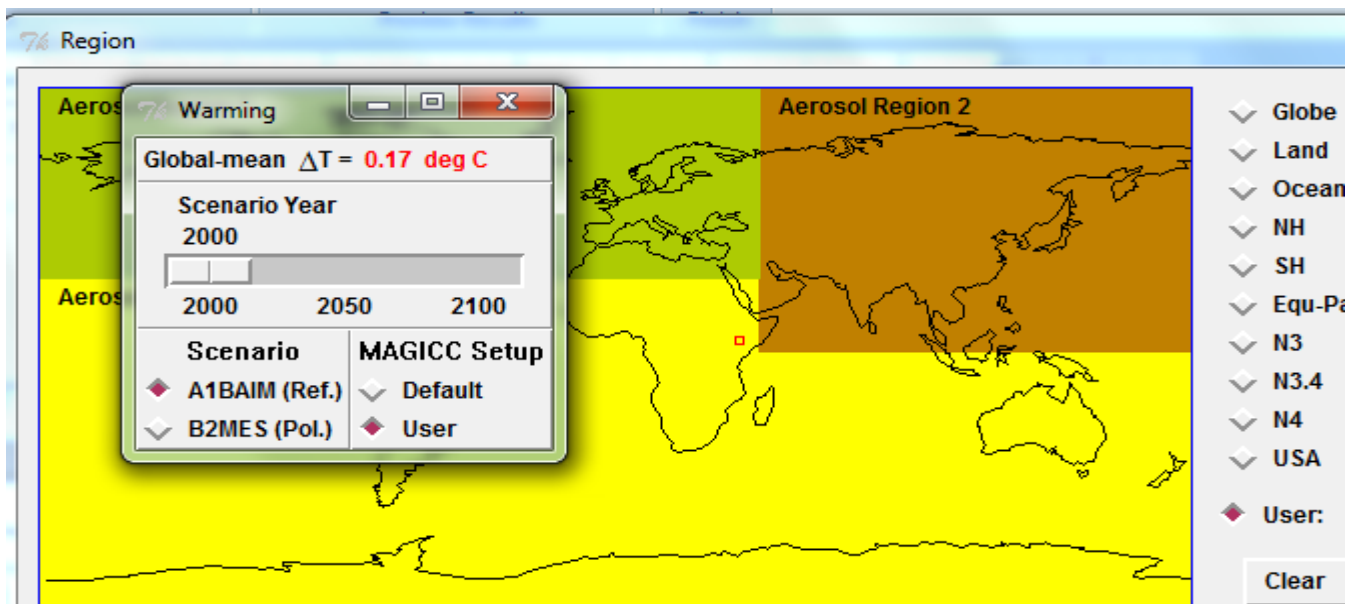 Region
Aeros
Aerosol Region 2
Warming
Global-mean ΔT = 0.17 deg C
Scenario Year
2000
2000 2050 2100
Scenario
A1BAIM (Ref.)
B2MES (Pol.)
MAGICC Setup
Default
User
Aeros
Globe
Land
Ocean
NH
SH
Equ-Pa
N3
N3.4
N4
USA
User:
Clear